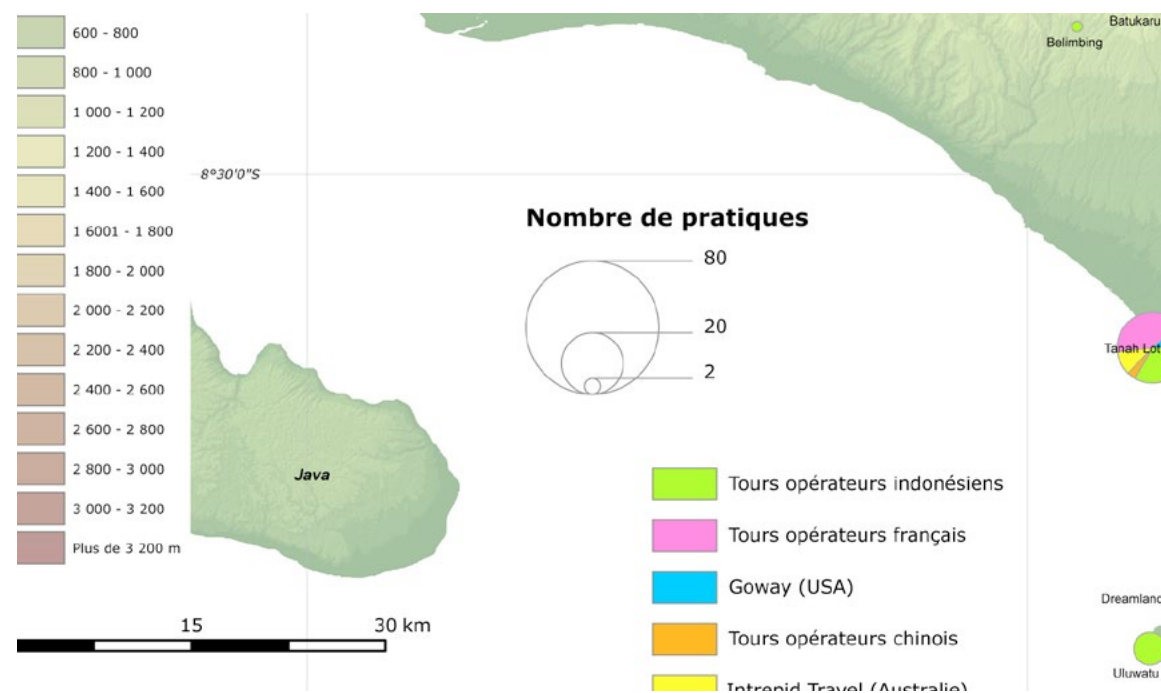 600 - 800
800 - 1 000
1 000 - 1 200
1 200 - 1 400
1 400 - 1 600
1 6001 - 1 800
1 800 - 2 000
2 000 - 2 200
2 200 - 2 400
2 400 - 2 600
2 600 - 2 800
2 800 - 3 000
3 000 - 3 200
Plus de 3 200 m
8°30'0"S
Java
15 30 km
Nombre de pratiques
80
20
2
Tours opérateurs indonésiens
Tours opérateurs français
Goway (USA)
Tours opérateurs chinois
Intrepid Travel (Australie)
Batukaru
Belimbing
Tanah Lot
Dreamland
Uluwatu